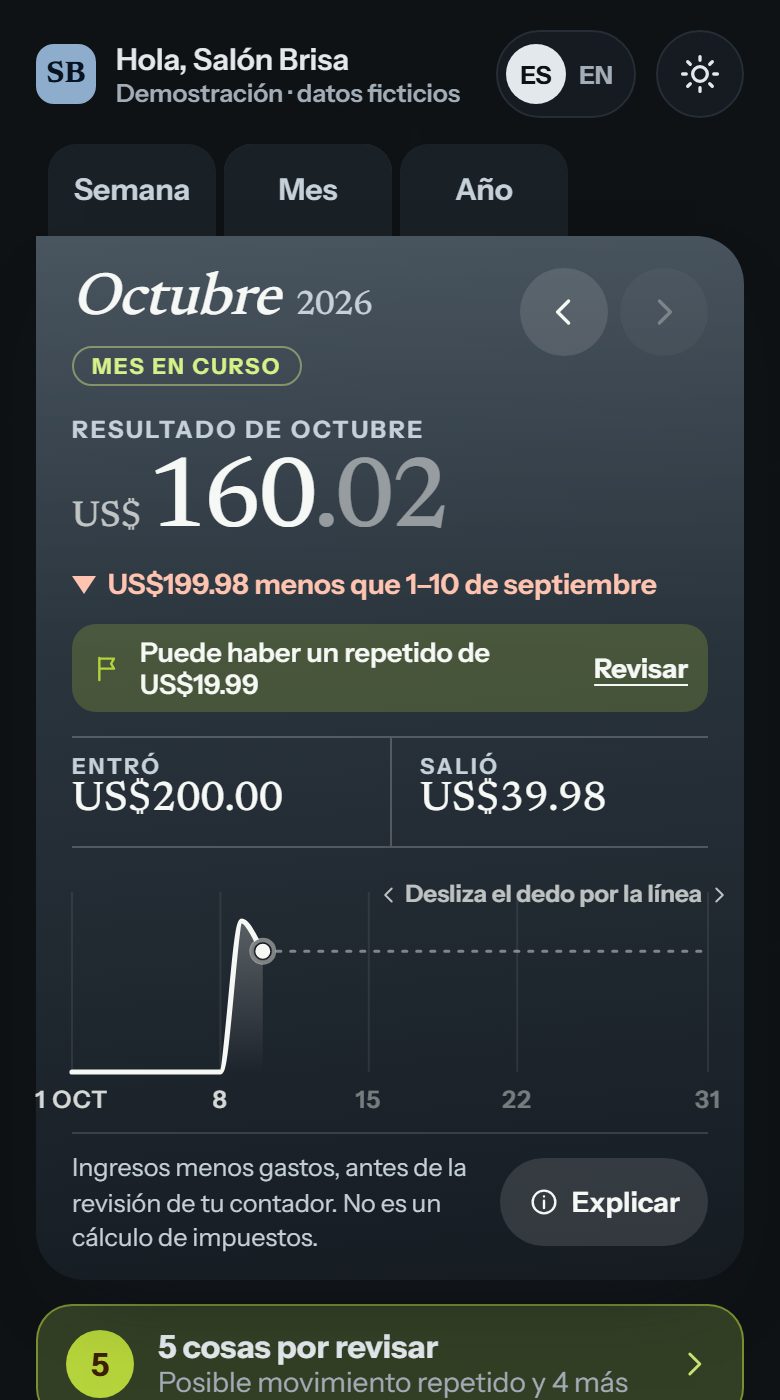 SB
Hola, Salón Brisa
Demostración · datos ficticios
ES EN
Semana
Mes
Año
Octubre 2026
MES EN CURSO
RESULTADO DE OCTUBRE
US$ 160.02
US$199.98 menos que 1–10 de septiembre
Puede haber un repetido de
US$19.99
Revisar
ENTRÓ
US$200.00
SALIÓ
US$39.98
Desliza el dedo por la línea
1 OCT 8 15 22 31
Ingresos menos gastos, antes de la
revisión de tu contador. No es un
cálculo de impuestos.
Explicar
5
5 cosas por revisar
Posible movimiento repetido y 4 más